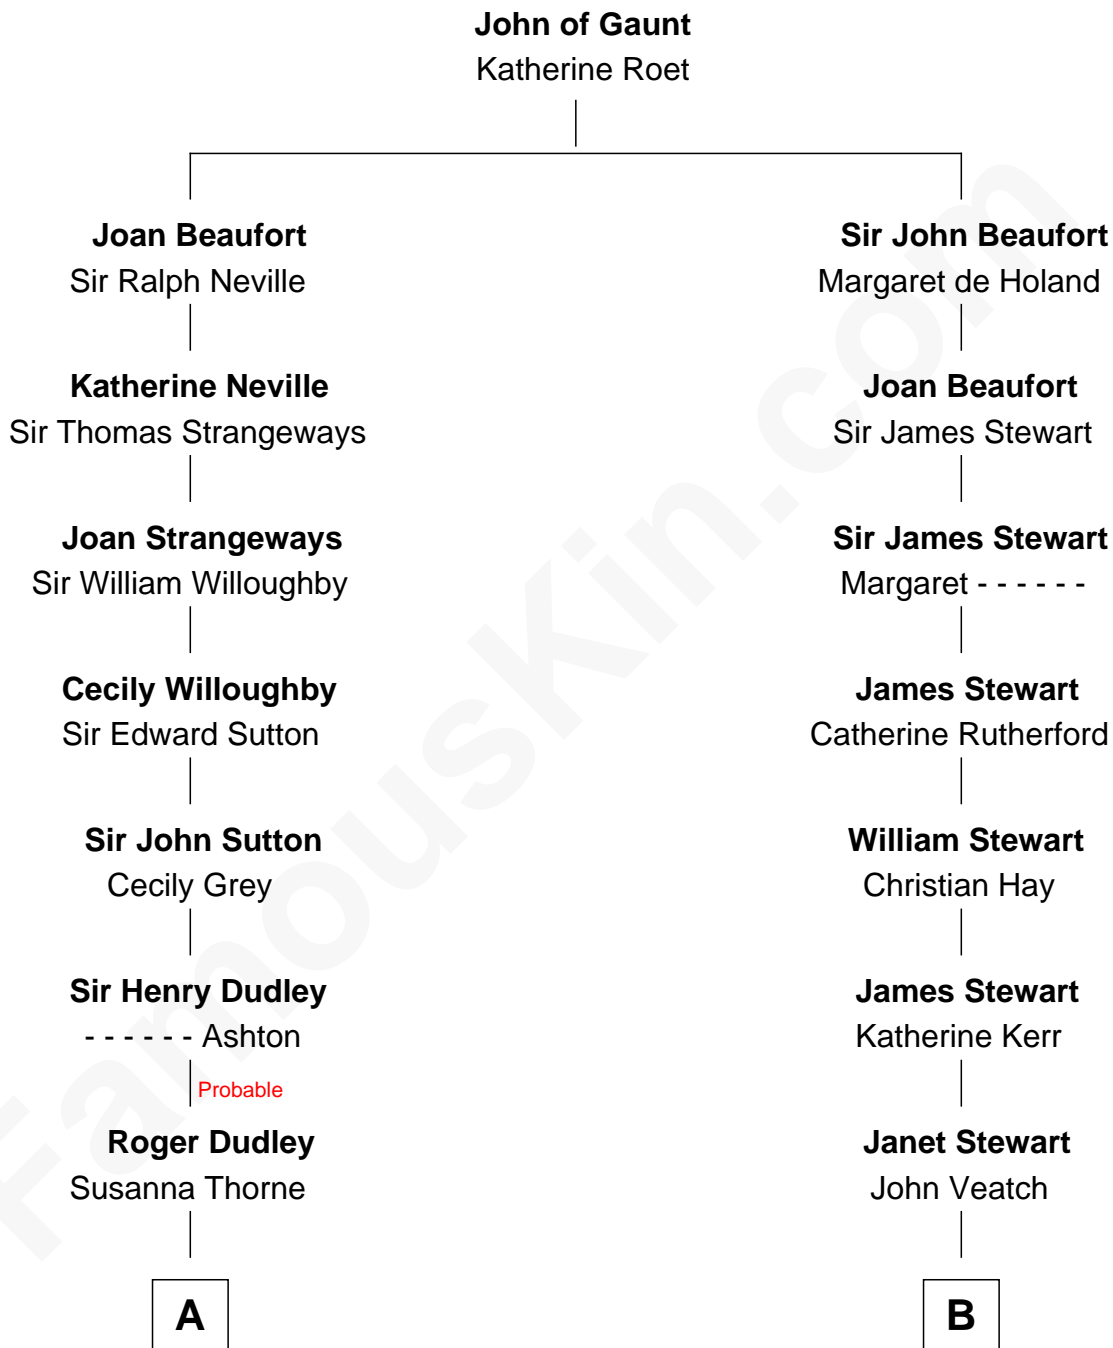 John of Gaunt
Katherine Roet
Joan Beaufort
Sir Ralph Neville
Katherine Neville
Sir Thomas Strangeways
Joan Strangeways
Sir William Willoughby
Cecily Willoughby
Sir Edward Sutton
Sir John Sutton
Cecily Grey
Sir Henry Dudley
- - - - - - Ashton
Probable
Roger Dudley
Susanna Thorne
A
Sir John Beaufort
Margaret de Holand
Joan Beaufort
Sir James Stewart
Sir James Stewart
Margaret - - - - - -
James Stewart
Catherine Rutherford
William Stewart
Christian Hay
James Stewart
Katherine Kerr
Janet Stewart
John Veatch
B
FamousKin.com